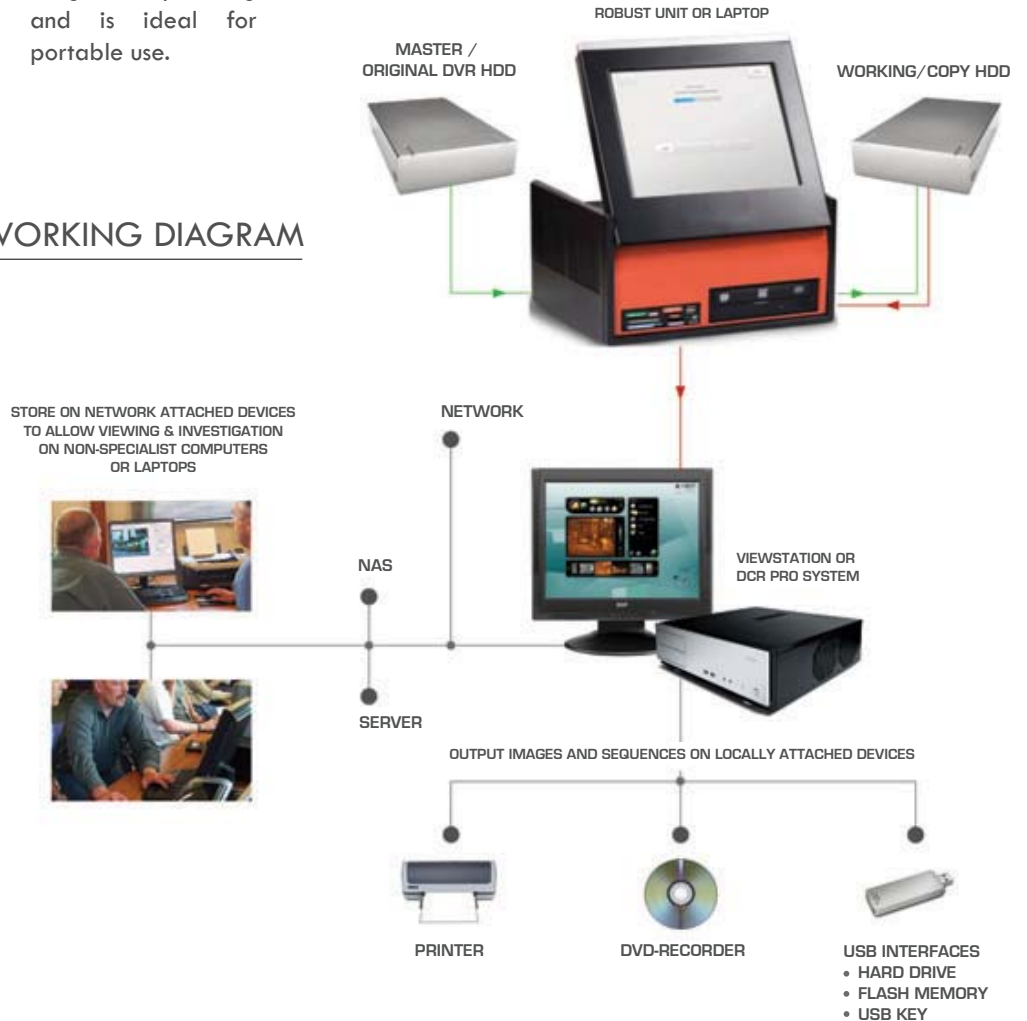 and is ideal for
portable use.
ROBUST UNIT OR LAPTOP
MASTER /
ORIGINAL DVR HDD
WORKING/COPY HDD
WORKING DIAGRAM
STORE ON NETWORK ATTACHED DEVICES
TO ALLOW VIEWING & INVESTIGATION
ON NON-SPECIALIST COMPUTERS
OR LAPTOPS
NETWORK
NAS
VIEWSTATION OR
DCR PRO SYSTEM
SERVER
OUTPUT IMAGES AND SEQUENCES ON LOCALLY ATTACHED DEVICES
PRINTER
DVD-RECORDER
USB INTERFACES
• HARD DRIVE
• FLASH MEMORY
• USB KEY